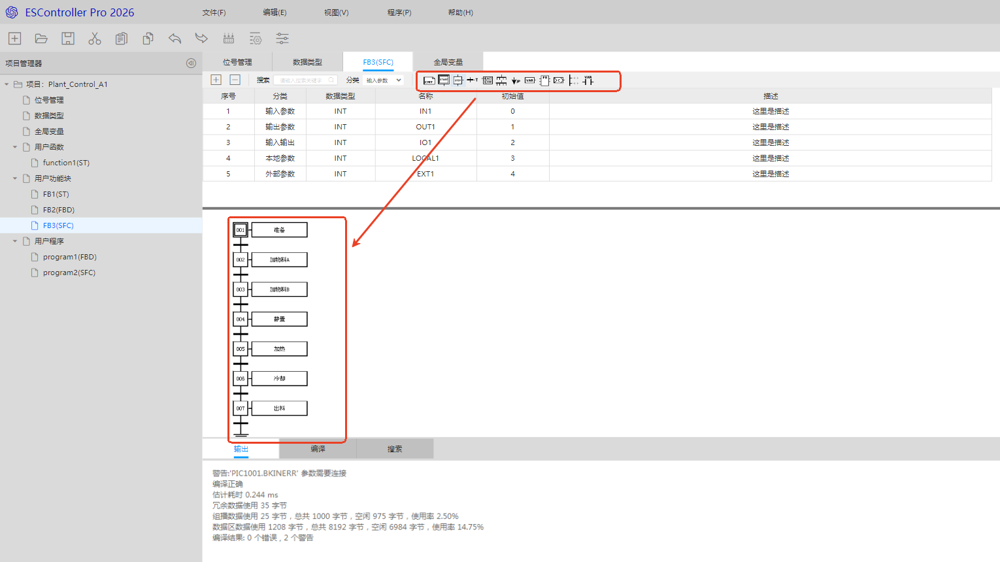 ESController Pro 2026
文件(F) 编辑(E) 视图(V) 程序(P) 帮助(H)
项目管理器
项目：Plant_Control_A1
位号管理
数据类型
全局变量
用户函数
function1(ST)
用户功能块
FB1(ST)
FB2(FBD)
FB3(SFC)
用户程序
program1(FBD)
program2(SFC)
位号管理 数据类型 FB3(SFC) 全局变量
搜索 请输入搜索关键字 分类 输入参数
CMT START STEP T JP VAR FB VAR
序号 分类 数据类型 名称 初始值 描述
1 输入参数 INT IN1 0 这里是描述
2 输出参数 INT OUT1 1 这里是描述
3 输入输出 INT IO1 2 这里是描述
4 本地参数 INT LOCAL1 3 这里是描述
5 外部参数 INT EXT1 4 这里是描述
001 准备
002 加物料A
003 加物料B
004 静置
005 加热
006 冷却
007 出料
输出 编译 搜索
警告:'PIC1001.BKINERR' 参数需要连接
编译正确
估计耗时 0.244 ms
冗余数据使用 35 字节
组播数据使用 25 字节，总共 1000 字节，空闲 975 字节，使用率 2.50%
数据区数据使用 1208 字节，总共 8192 字节，空闲 6984 字节，使用率 14.75%
编译结果: 0 个错误，2 个警告